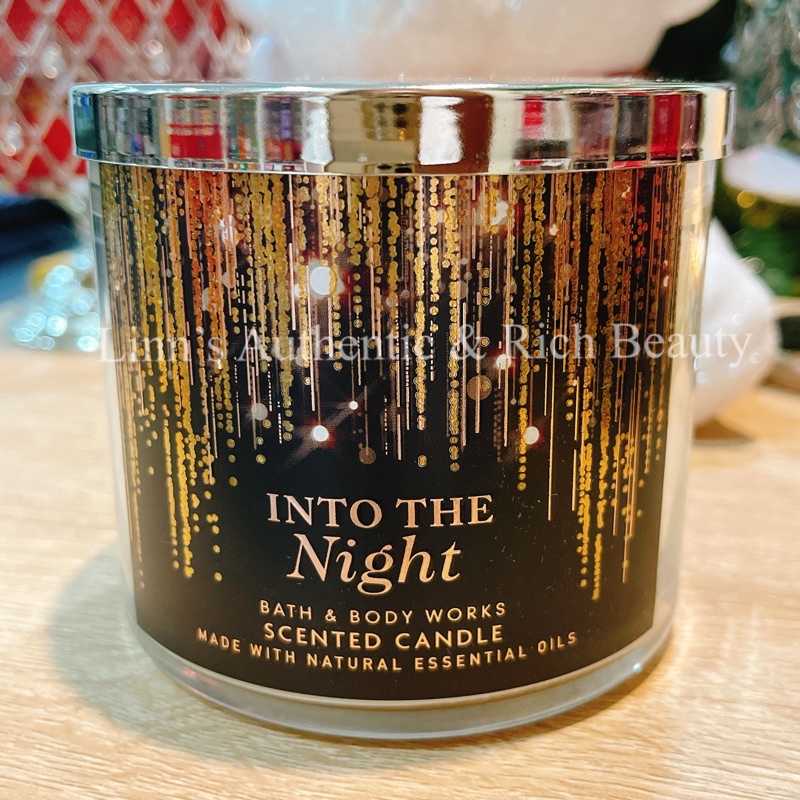 Linn's Authentic & Rich Beauty
INTO THE
Night
BATH & BODY WORKS
SCENTED CANDLE
MADE WITH NATURAL ESSENTIAL OILS